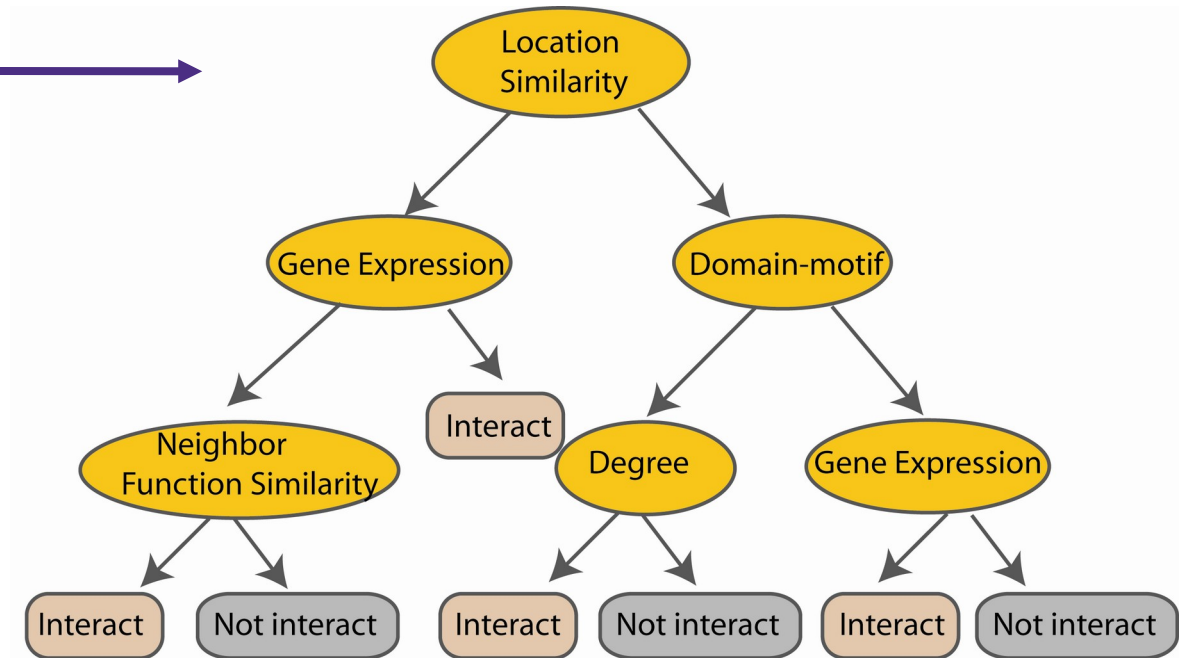 Location
Similarity
Gene Expression
Domain-motif
Interact
Neighbor
Function Similarity
Degree
Gene Expression
Interact
Not interact
Interact
Not interact
Interact
Not interact